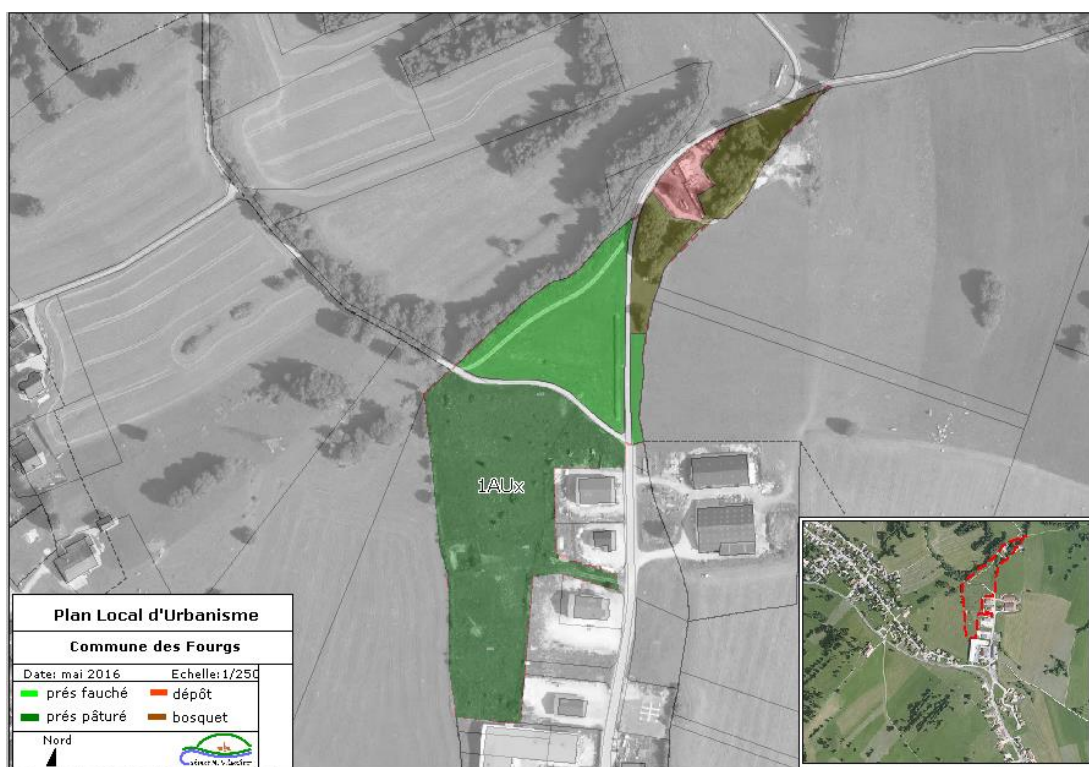 1AUx
Plan Local d'Urbanisme
Commune des Fourgs
Date: mai 2016 Echelle: 1/250
prés fauché dépôt
prés pâturé bosquet
Nord